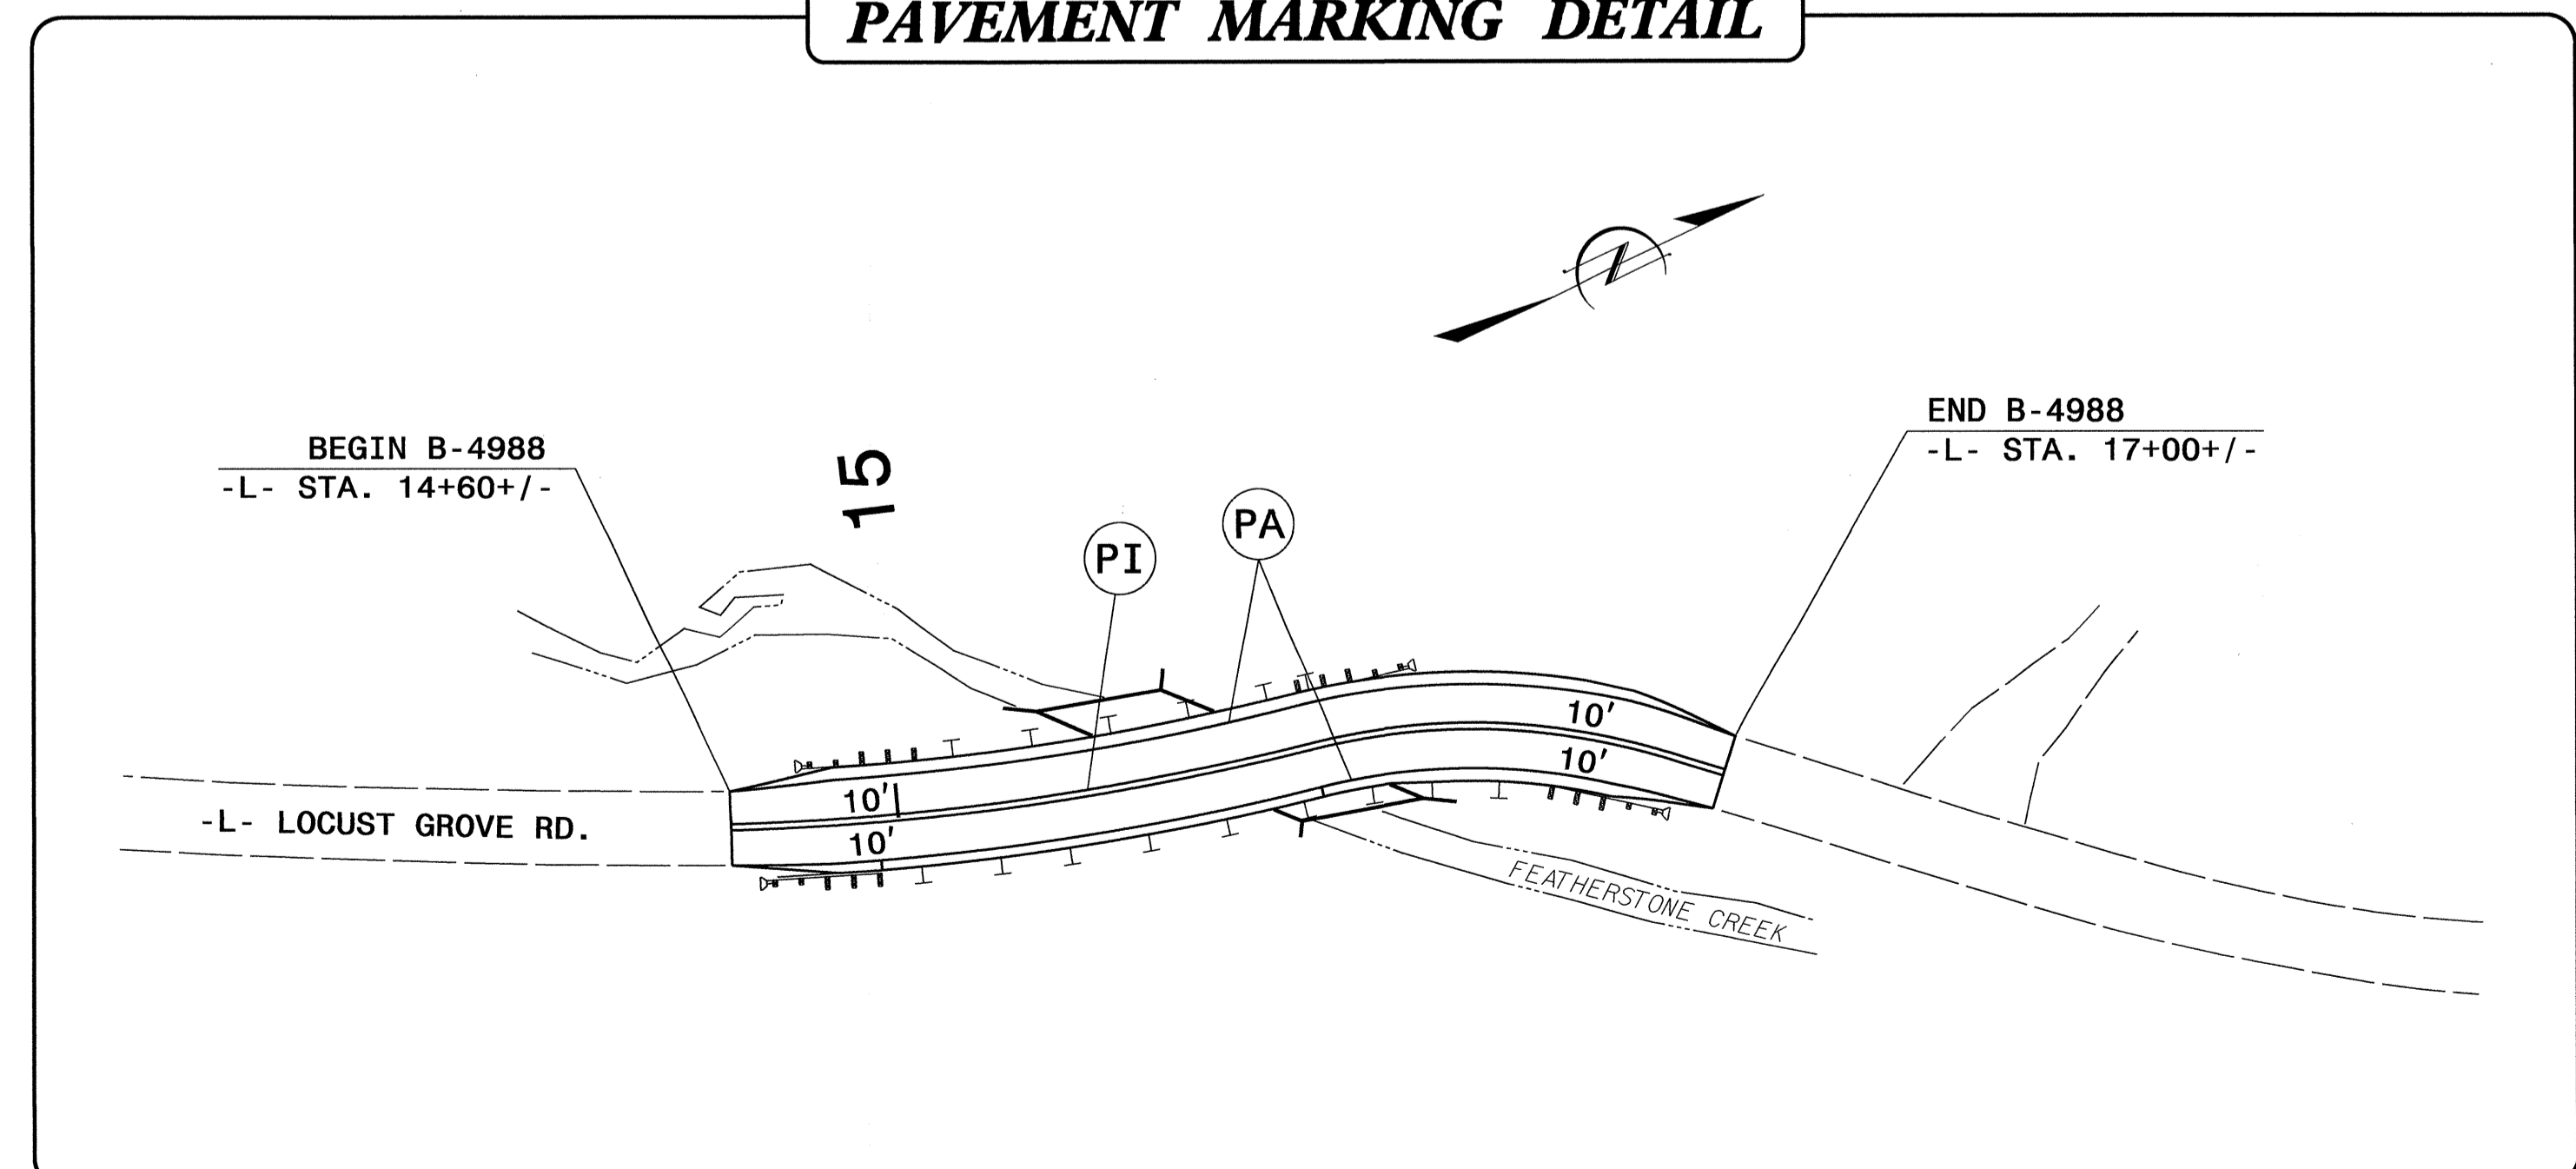 PAVEMENT MARKING DETAIL
N
END B-4988
-L- STA. 17+00+/-
BEGIN B-4988
-L- STA. 14+60+/-
15
PA
PI
10'
10'
10'
10'
-L- LOCUST GROVE RD.
FEATHERSTONE CREEK